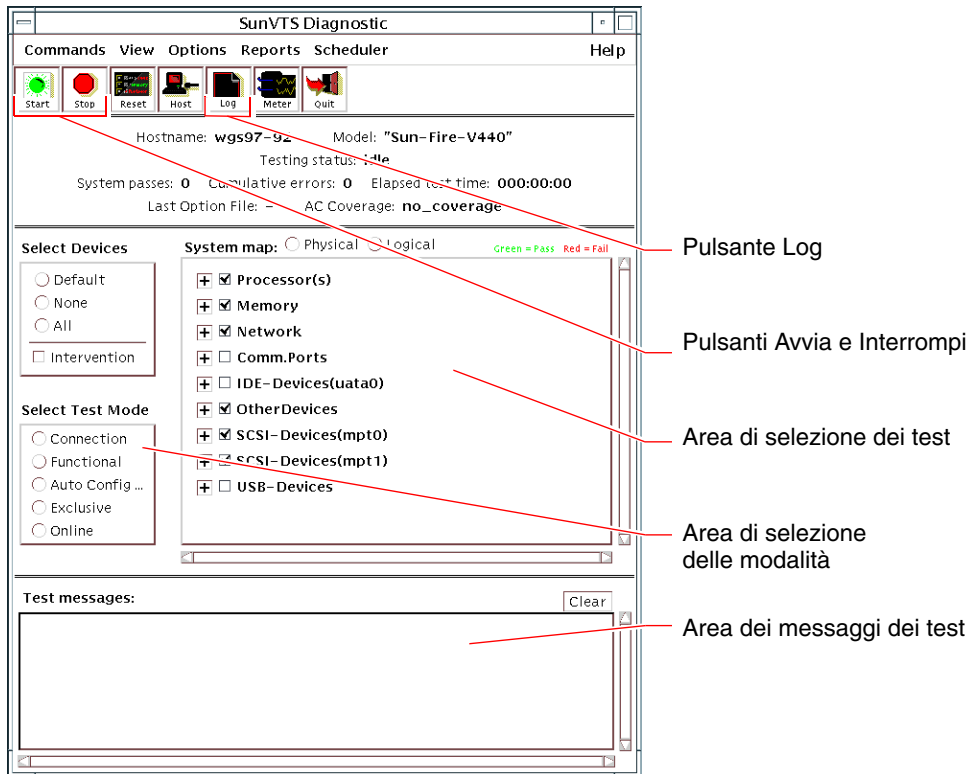 SunVTS Diagnostic
Commands View Options Reports Scheduler Help
Start Stop Reset Host Log Meter Quit
Hostname: wgs97-92 Model: "Sun-Fire-V440"
Testing status: idle
System passes: 0 Cumulative errors: 0 Elapsed test time: 000:00:00
Last Option File: - AC Coverage: no_coverage
Select Devices
Default
None
All
Intervention
Select Test Mode
Connection
Functional
Auto Config ...
Exclusive
Online
System map: Physical Logical Green = Pass Red = Fail
Processor(s)
Memory
Network
Comm.Ports
IDE-Devices(uata0)
OtherDevices
SCSI-Devices(mpt0)
SCSI-Devices(mpt1)
USB-Devices
Test messages:
Clear
Pulsante Log
Pulsanti Avvia e Interrompi
Area di selezione dei test
Area di selezione
delle modalità
Area dei messaggi dei test